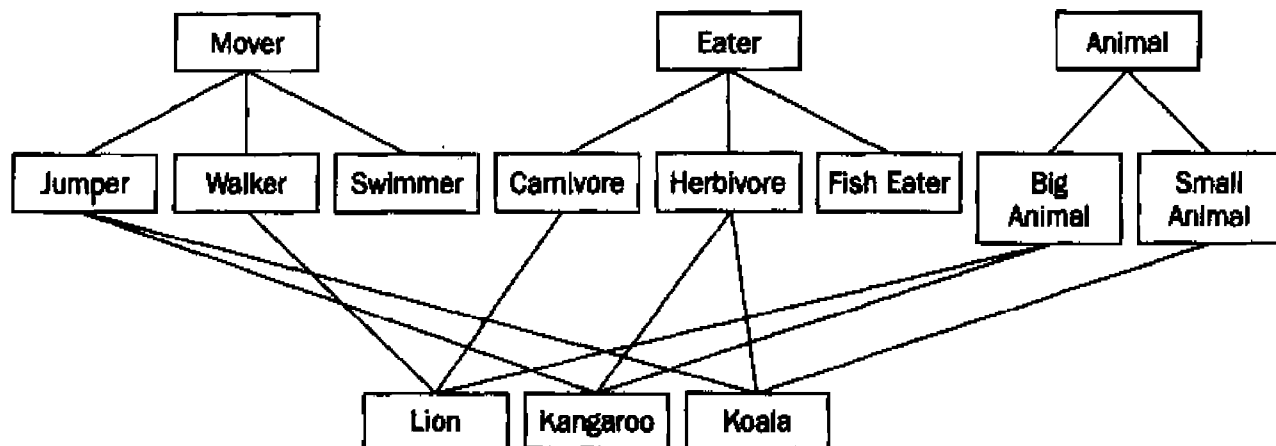 Mover
Eater
Animal
Jumper
Walker
Swimmer
Carnivore
Herbivore
Fish Eater
Big
Animal
Small
Animal
Lion
Kangaroo
Koala